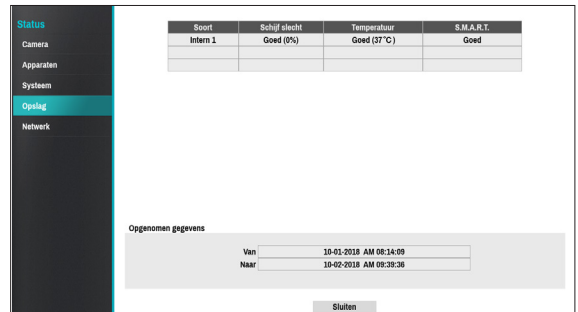 Status
Camera
Apparaten
Systeem
Opslag
Netwerk
Soort Schijf slecht Temperatuur S.M.A.R.T.
Intern 1 Goed (0%) Goed (37°C) Goed
Opgenomen gegevens
Van 10-01-2018 AM 08:14:09
Naar 10-02-2018 AM 09:39:36
Sluiten